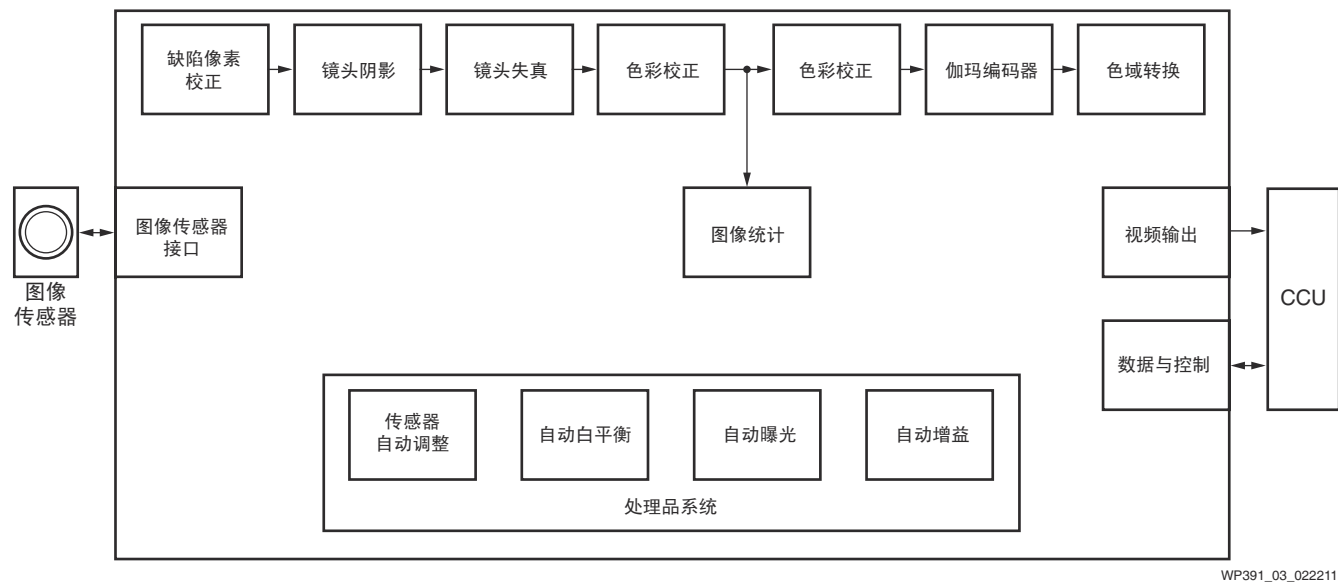 缺陷像素
校正
镜头阴影
镜头失真
色彩校正
色彩校正
伽玛编码器
色域转换
图像传感器
接口
图像
传感器
图像统计
视频输出
CCU
数据与控制
传感器
自动调整
自动白平衡
自动曝光
自动增益
处理品系统
WP391_03_022211